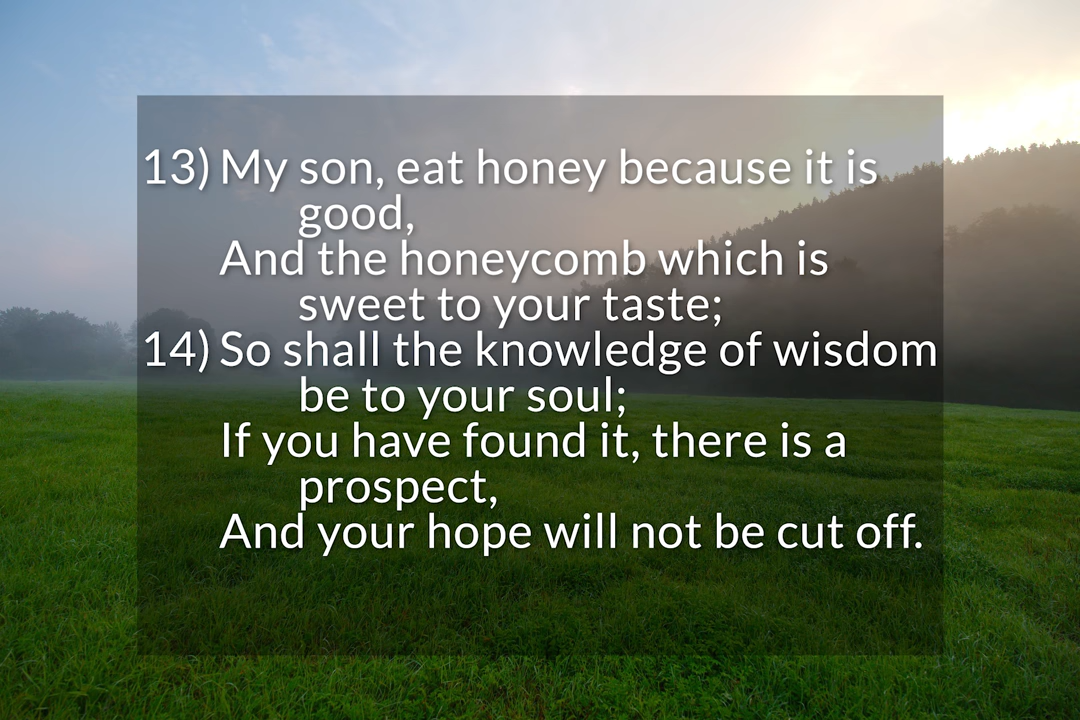 13) My son, eat honey because it is
good,
And the honeycomb which is
sweet to your taste;
14) So shall the knowledge of wisdom
be to your soul;
If you have found it, there is a
prospect,
And your hope will not be cut off.